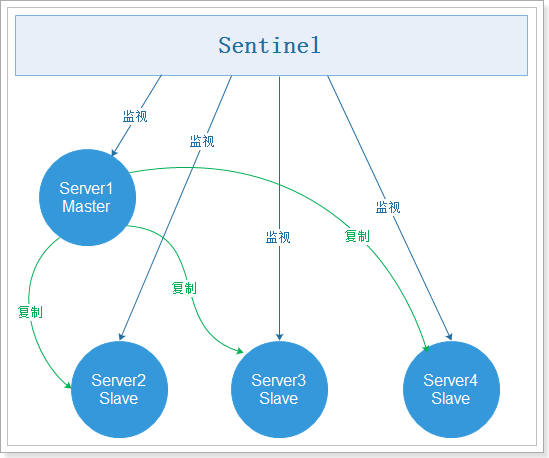 Sentinel
监视
监视
Server1
Master
监视
监视
复制
复制
复制
Server2
Slave
Server3
Slave
Server4
Slave